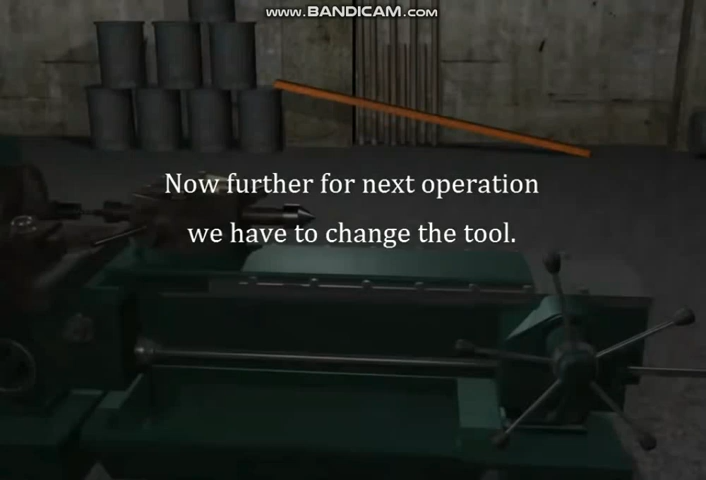 www.BANDICAM.com
Now further for next operation
we have to change the tool.